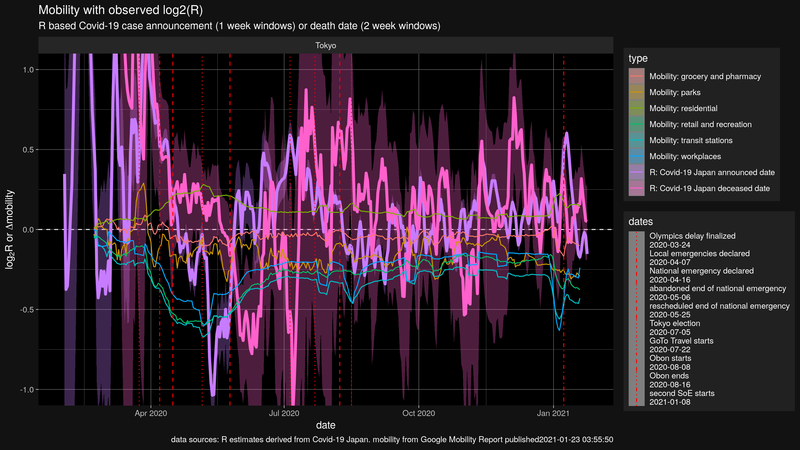 Mobility with observed log2(R)
R based Covid-19 case announcement (1 week windows) or death date (2 week windows)
Tokyo
log2R or Δmobility
1.0
0.5
0.0
-0.5
-1.0
Apr 2020
Jul 2020
Oct 2020
Jan 2021
date
type
Mobility: grocery and pharmacy
Mobility: parks
Mobility: residential
Mobility: retail and recreation
Mobility: transit stations
Mobility: workplaces
R: Covid-19 Japan announced date
R: Covid-19 Japan deceased date
dates
Olympics delay finalized
2020-03-24
Local emergencies declared
2020-04-07
National emergency declared
2020-04-16
abandoned end of national emergency
2020-05-06
rescheduled end of national emergency
2020-05-25
Tokyo election
2020-07-05
GoTo Travel starts
2020-07-22
Obon starts
2020-08-08
Obon ends
2020-08-16
second SoE starts
2021-01-08
data sources: R estimates derived from Covid-19 Japan. mobility from Google Mobility Report published2021-01-23 03:55:50